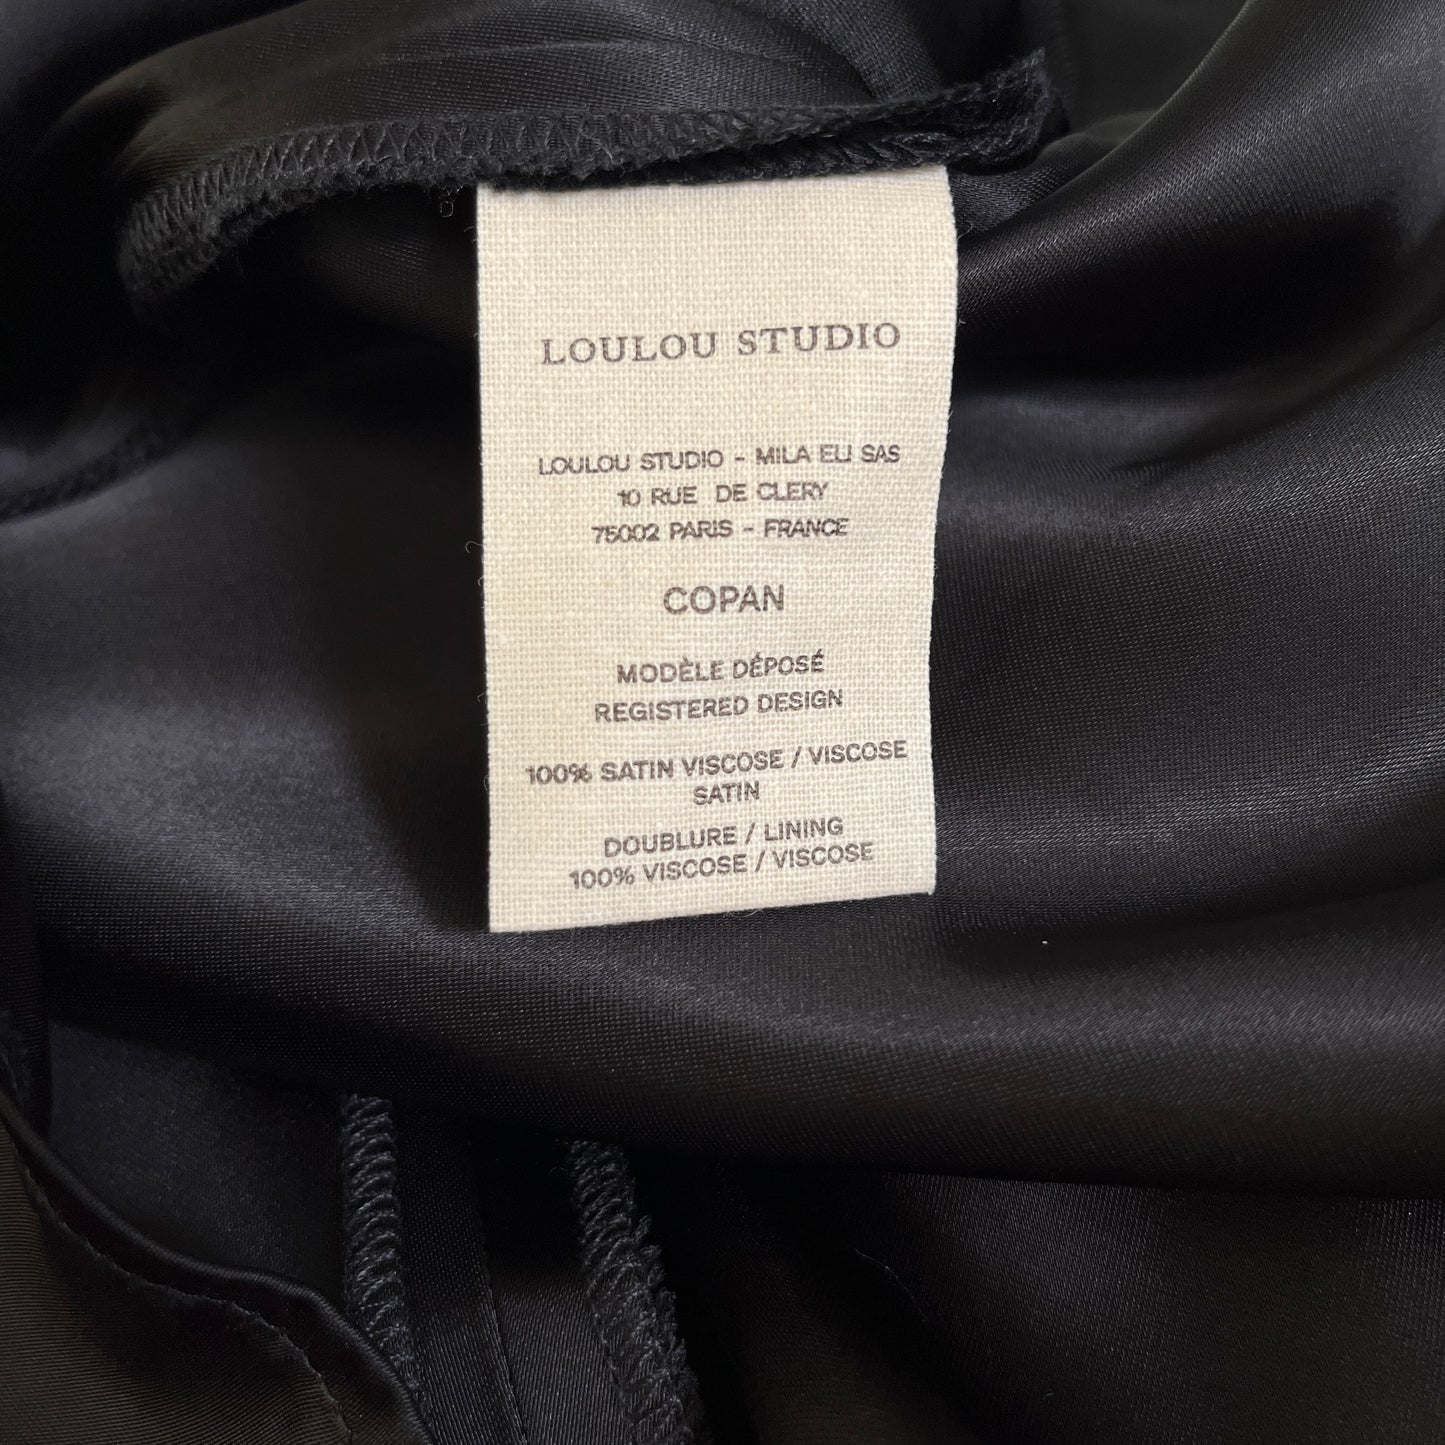 LOULOU STUDIO
LOULOU STUDIO - MILA ELI SAS
10 RUE DE CLERY
75002 PARIS - FRANCE
COPAN
MODÈLE DÉPOSÉ
REGISTERED DESIGN
100% SATIN VISCOSE / VISCOSE
SATIN
DOUBLURE / LINING
100% VISCOSE / VISCOSE